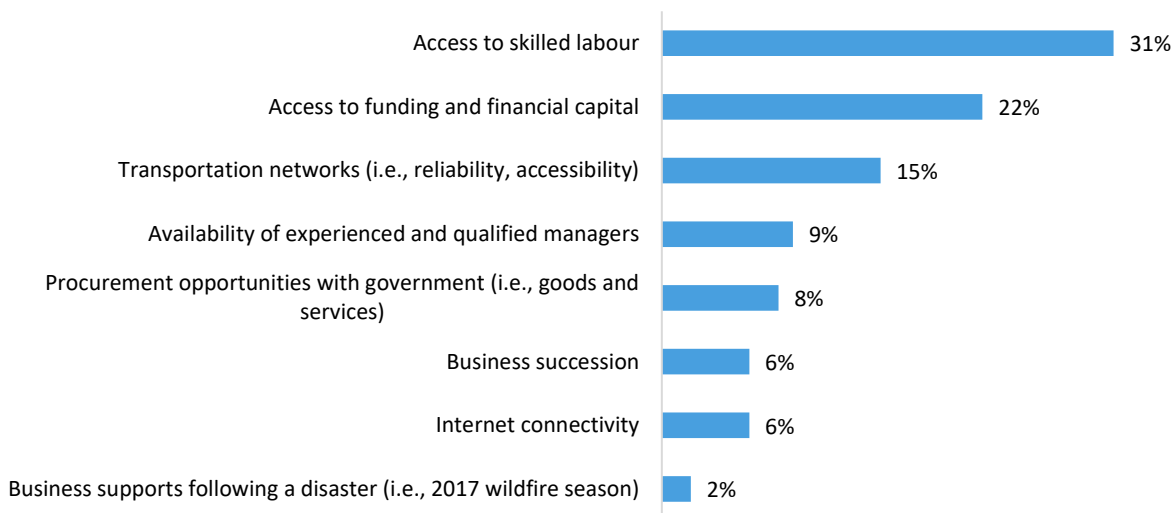 Access to skilled labour 31%
Access to funding and financial capital 22%
Transportation networks (i.e., reliability, accessibility) 15%
Availability of experienced and qualified managers 9%
Procurement opportunities with government (i.e., goods and
services) 8%
Business succession 6%
Internet connectivity 6%
Business supports following a disaster (i.e., 2017 wildfire season) 2%